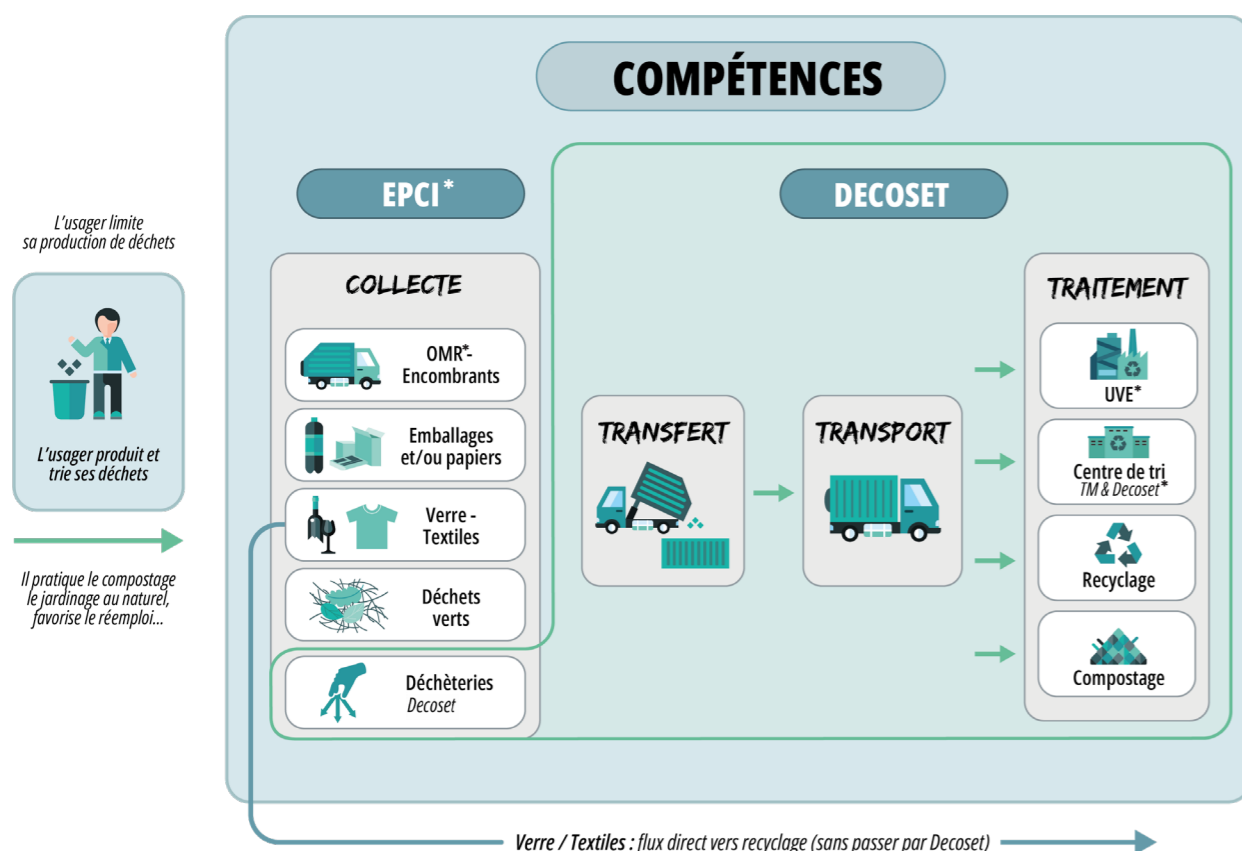 COMPÉTENCES
EPCI*
DECOSET
L'usager limite
sa production de déchets
L'usager produit et
trie ses déchets
Il pratique le compostage
le jardinage au naturel,
favorise le réemploi...
COLLECTE
OMR*-
Encombrants
Emballages
et/ou papiers
Verre -
Textiles
Déchets
verts
Déchèteries
Decoset
TRANSFERT
TRANSPORT
TRAITEMENT
UVE*
Centre de tri
TM & Decoset*
Recyclage
Compostage
Verre / Textiles : flux direct vers recyclage (sans passer par Decoset)